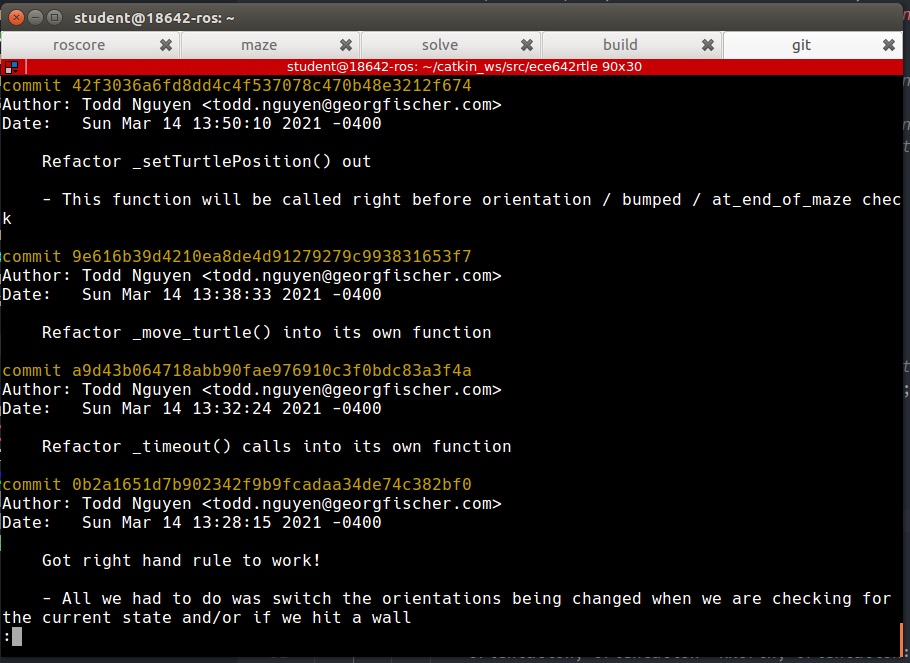 student@18642-ros: ~
roscore maze solve build git
student@18642-ros: ~/catkin_ws/src/ece642rtle 90x30
commit 42f3036a6fd8dd4c4f537078c470b48e3212f674
Author: Todd Nguyen <todd.nguyen@georgfischer.com>
Date:   Sun Mar 14 13:50:10 2021 -0400
Refactor _setTurtlePosition() out
- This function will be called right before orientation / bumped / at_end_of_maze chec
k
commit 9e616b39d4210ea8de4d91279279c993831653f7
Author: Todd Nguyen <todd.nguyen@georgfischer.com>
Date:   Sun Mar 14 13:38:33 2021 -0400
Refactor _move_turtle() into its own function
commit a9d43b064718abb90fae976910c3f0bdc83a3f4a
Author: Todd Nguyen <todd.nguyen@georgfischer.com>
Date:   Sun Mar 14 13:32:24 2021 -0400
Refactor _timeout() calls into its own function
commit 0b2a1651d7b902342f9b9fcadaa34de74c382bf0
Author: Todd Nguyen <todd.nguyen@georgfischer.com>
Date:   Sun Mar 14 13:28:15 2021 -0400
Got right hand rule to work!
- All we had to do was switch the orientations being changed when we are checking for
the current state and/or if we hit a wall
: